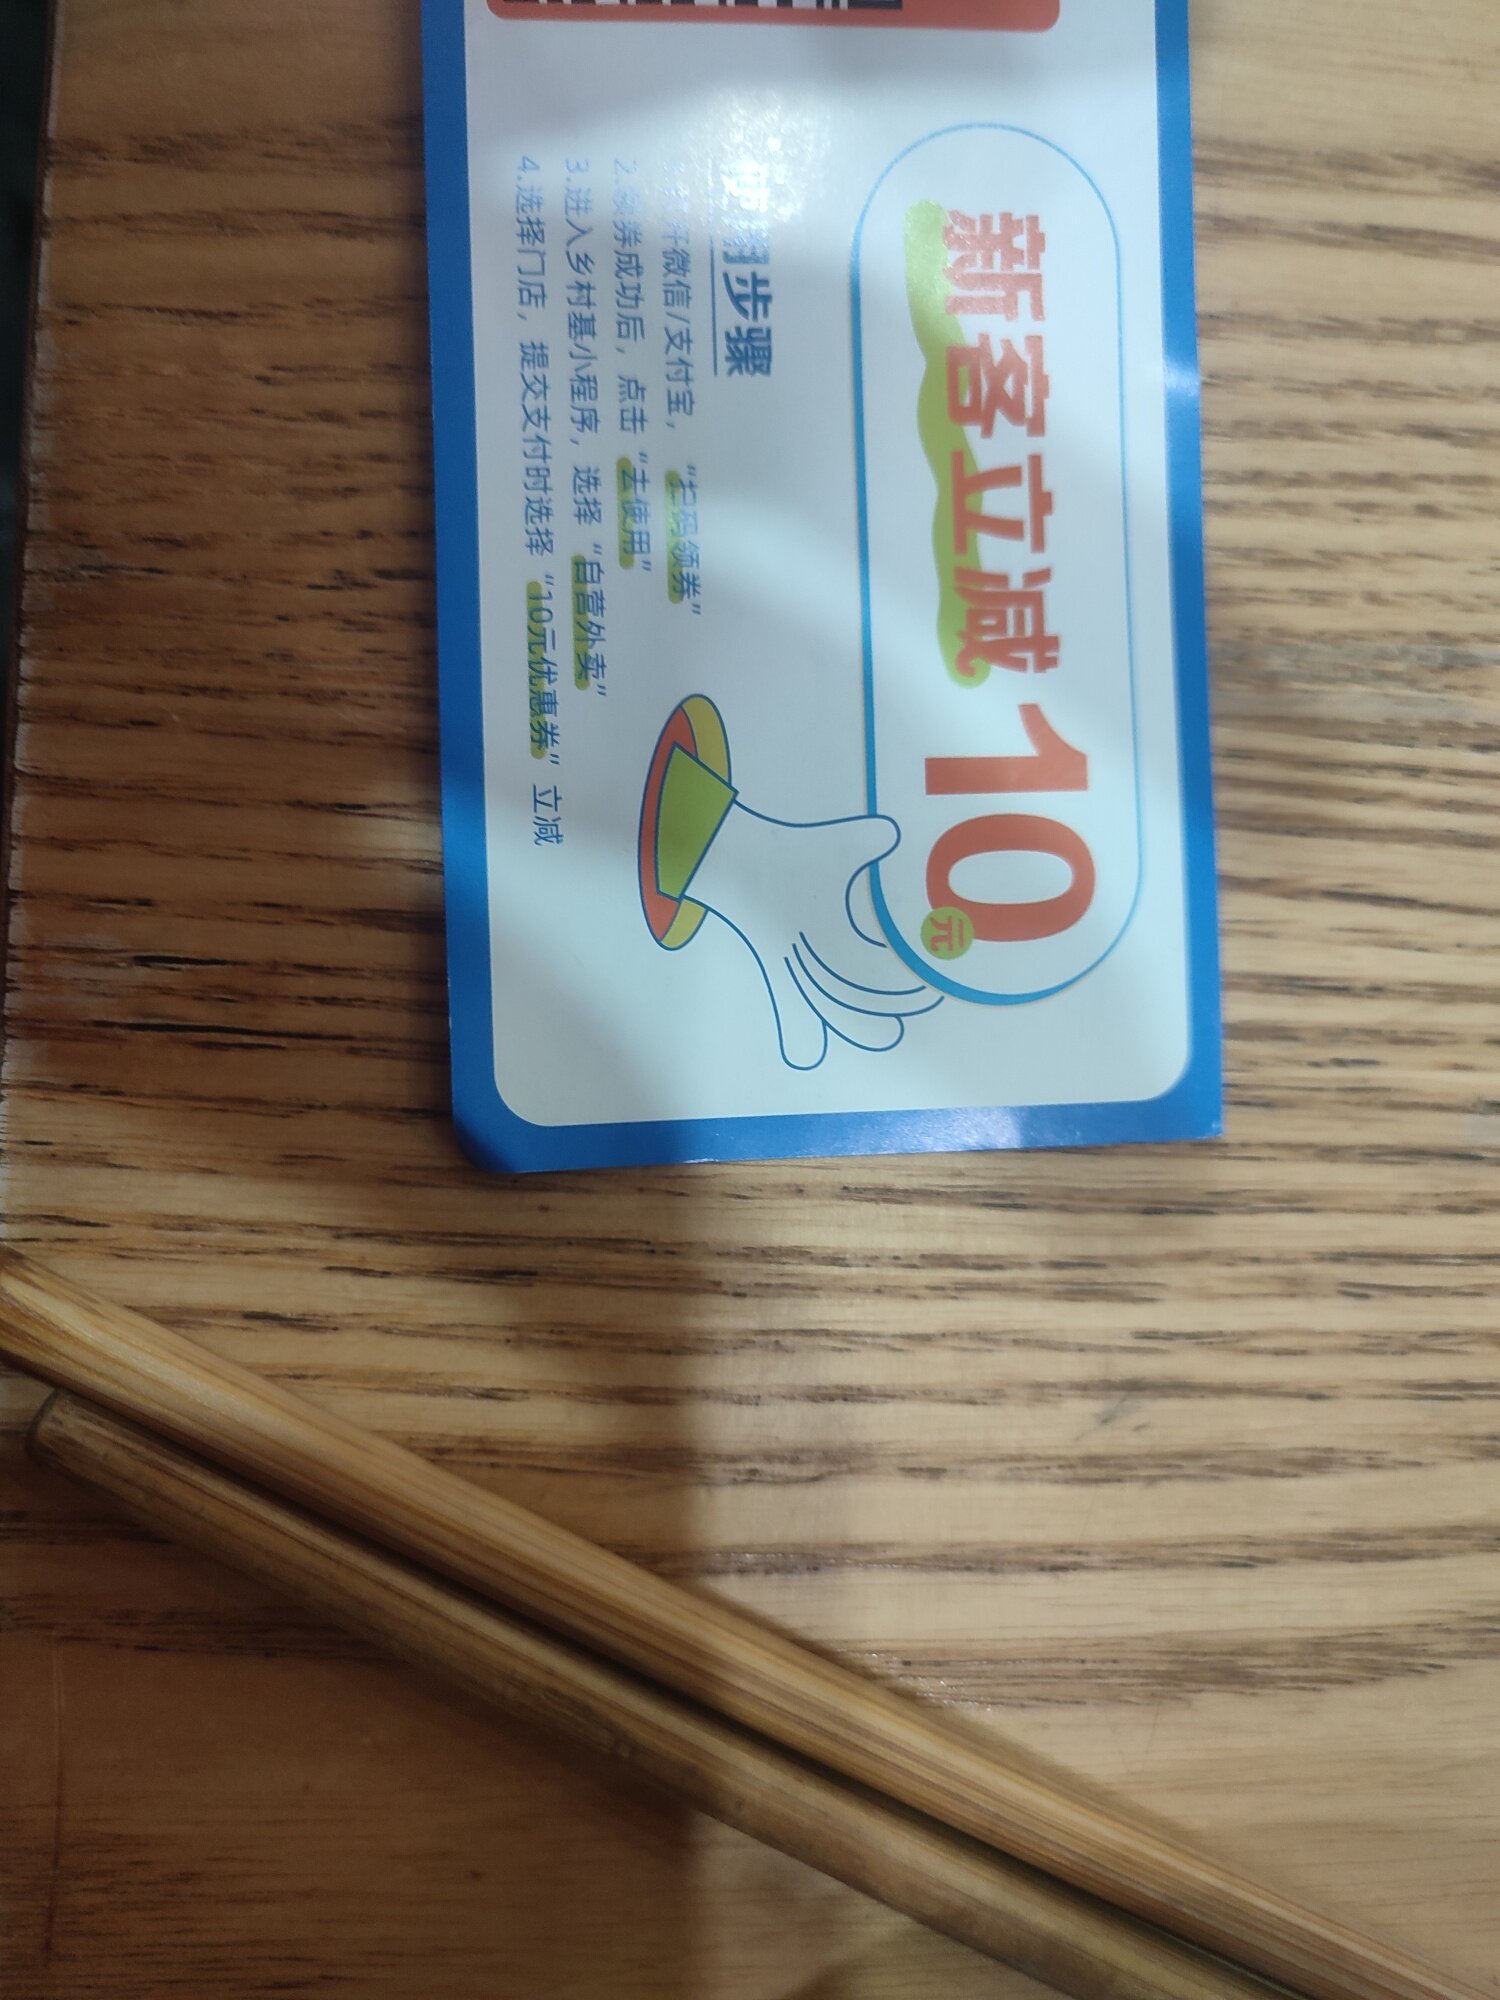 新客立减10元
使用步骤
1.打开微信/支付宝，“扫码领券”
2.领券成功后，点击“去使用”
3.进入乡村基小程序，选择“自营外卖”
4.选择门店，提交支付时选择“10元优惠券”立减